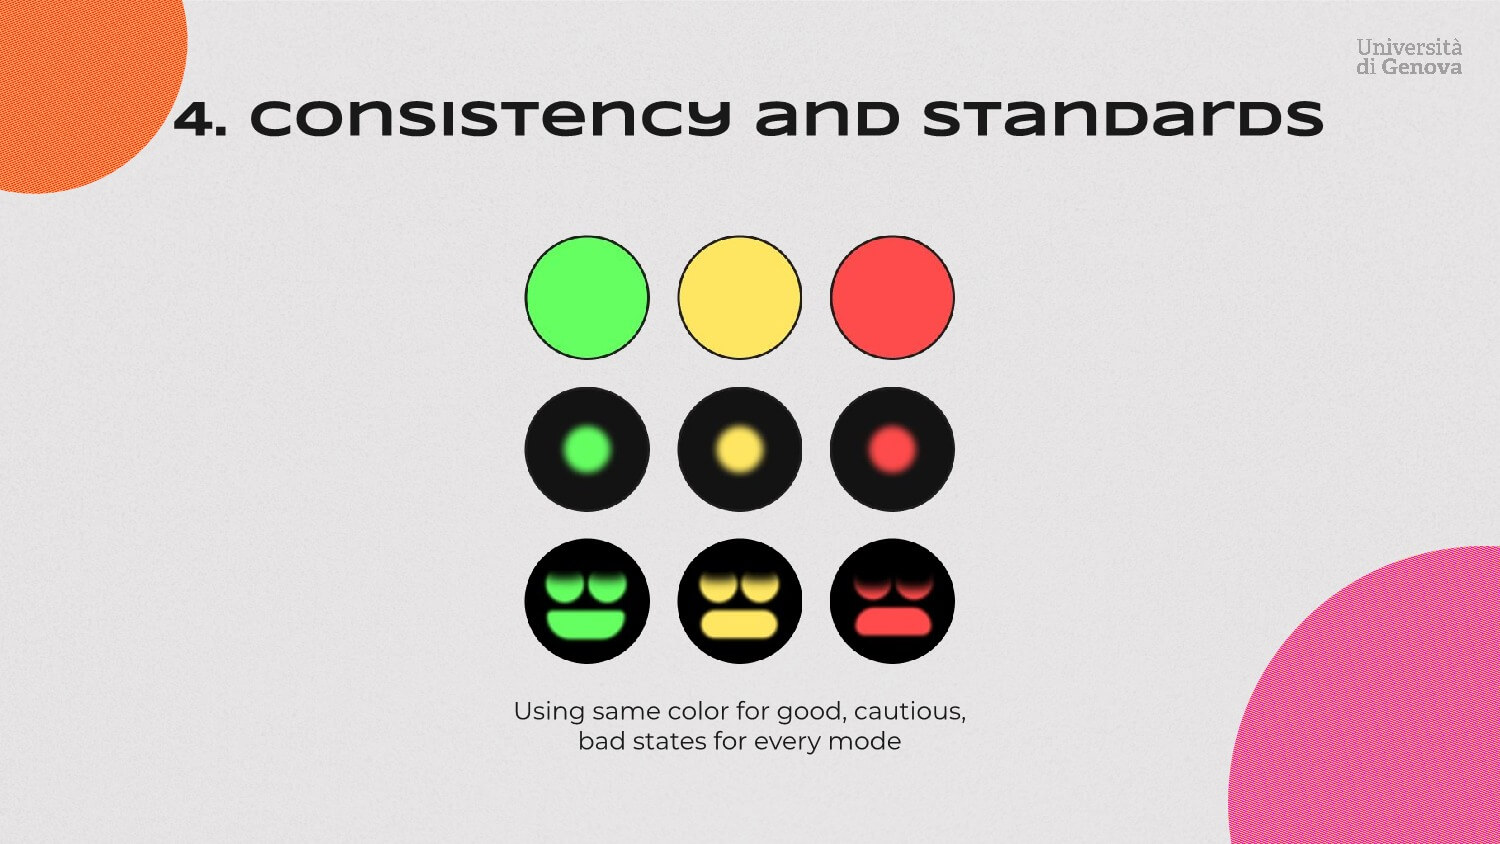 Università
di Genova
4. Consistency and Standards
Using same color for good, cautious,
bad states for every mode